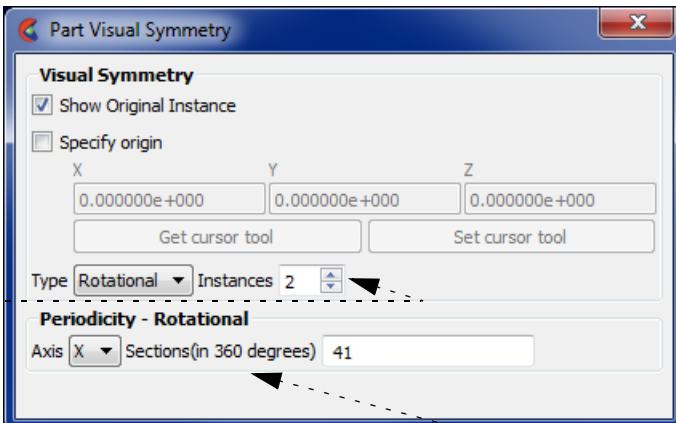 Part Visual Symmetry
Visual Symmetry
Show Original Instance
Specify origin
X Y Z
0.000000e+000 0.000000e+000 0.000000e+000
Get cursor tool Set cursor tool
Type Rotational Instances 2
Periodicity - Rotational
Axis X Sections(in 360 degrees) 41